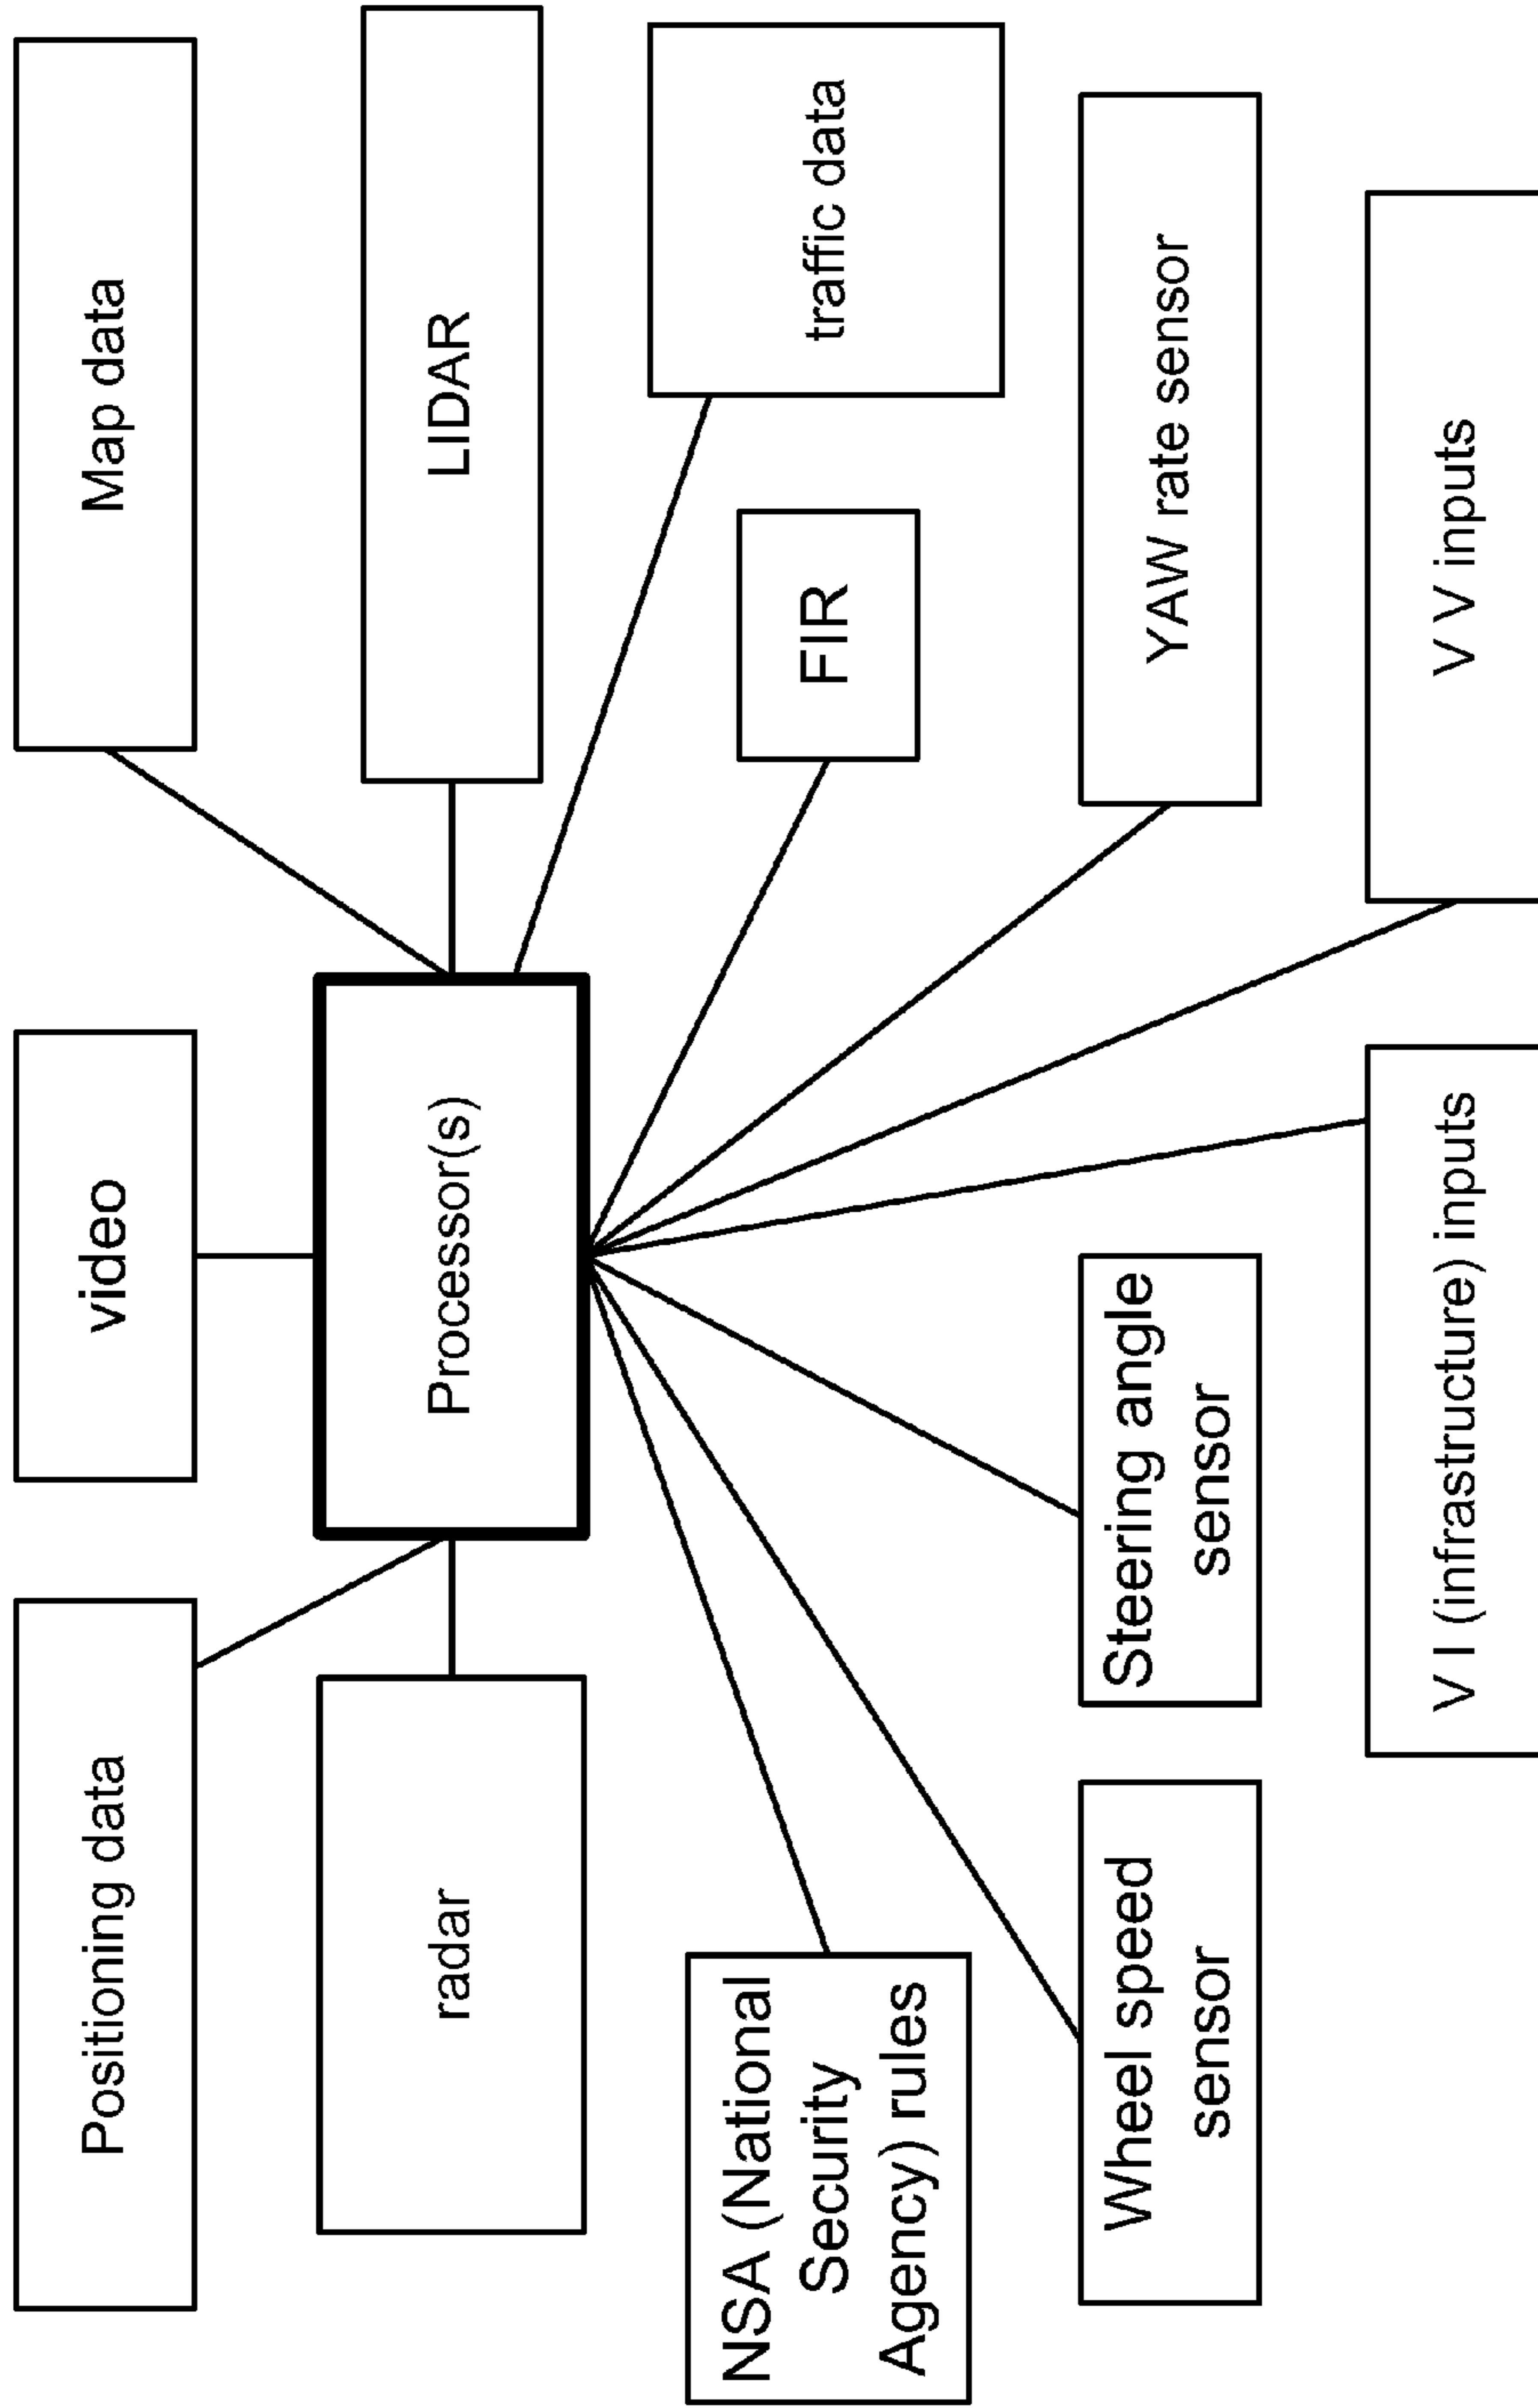 Positioning data
video
Map data
radar
Processor(s)
LIDAR
NSA (National
Security
Agency) rules
FIR
traffic data
Wheel speed
sensor
Steering angle
sensor
YAW rate sensor
V I (infrastructure) inputs
V V inputs